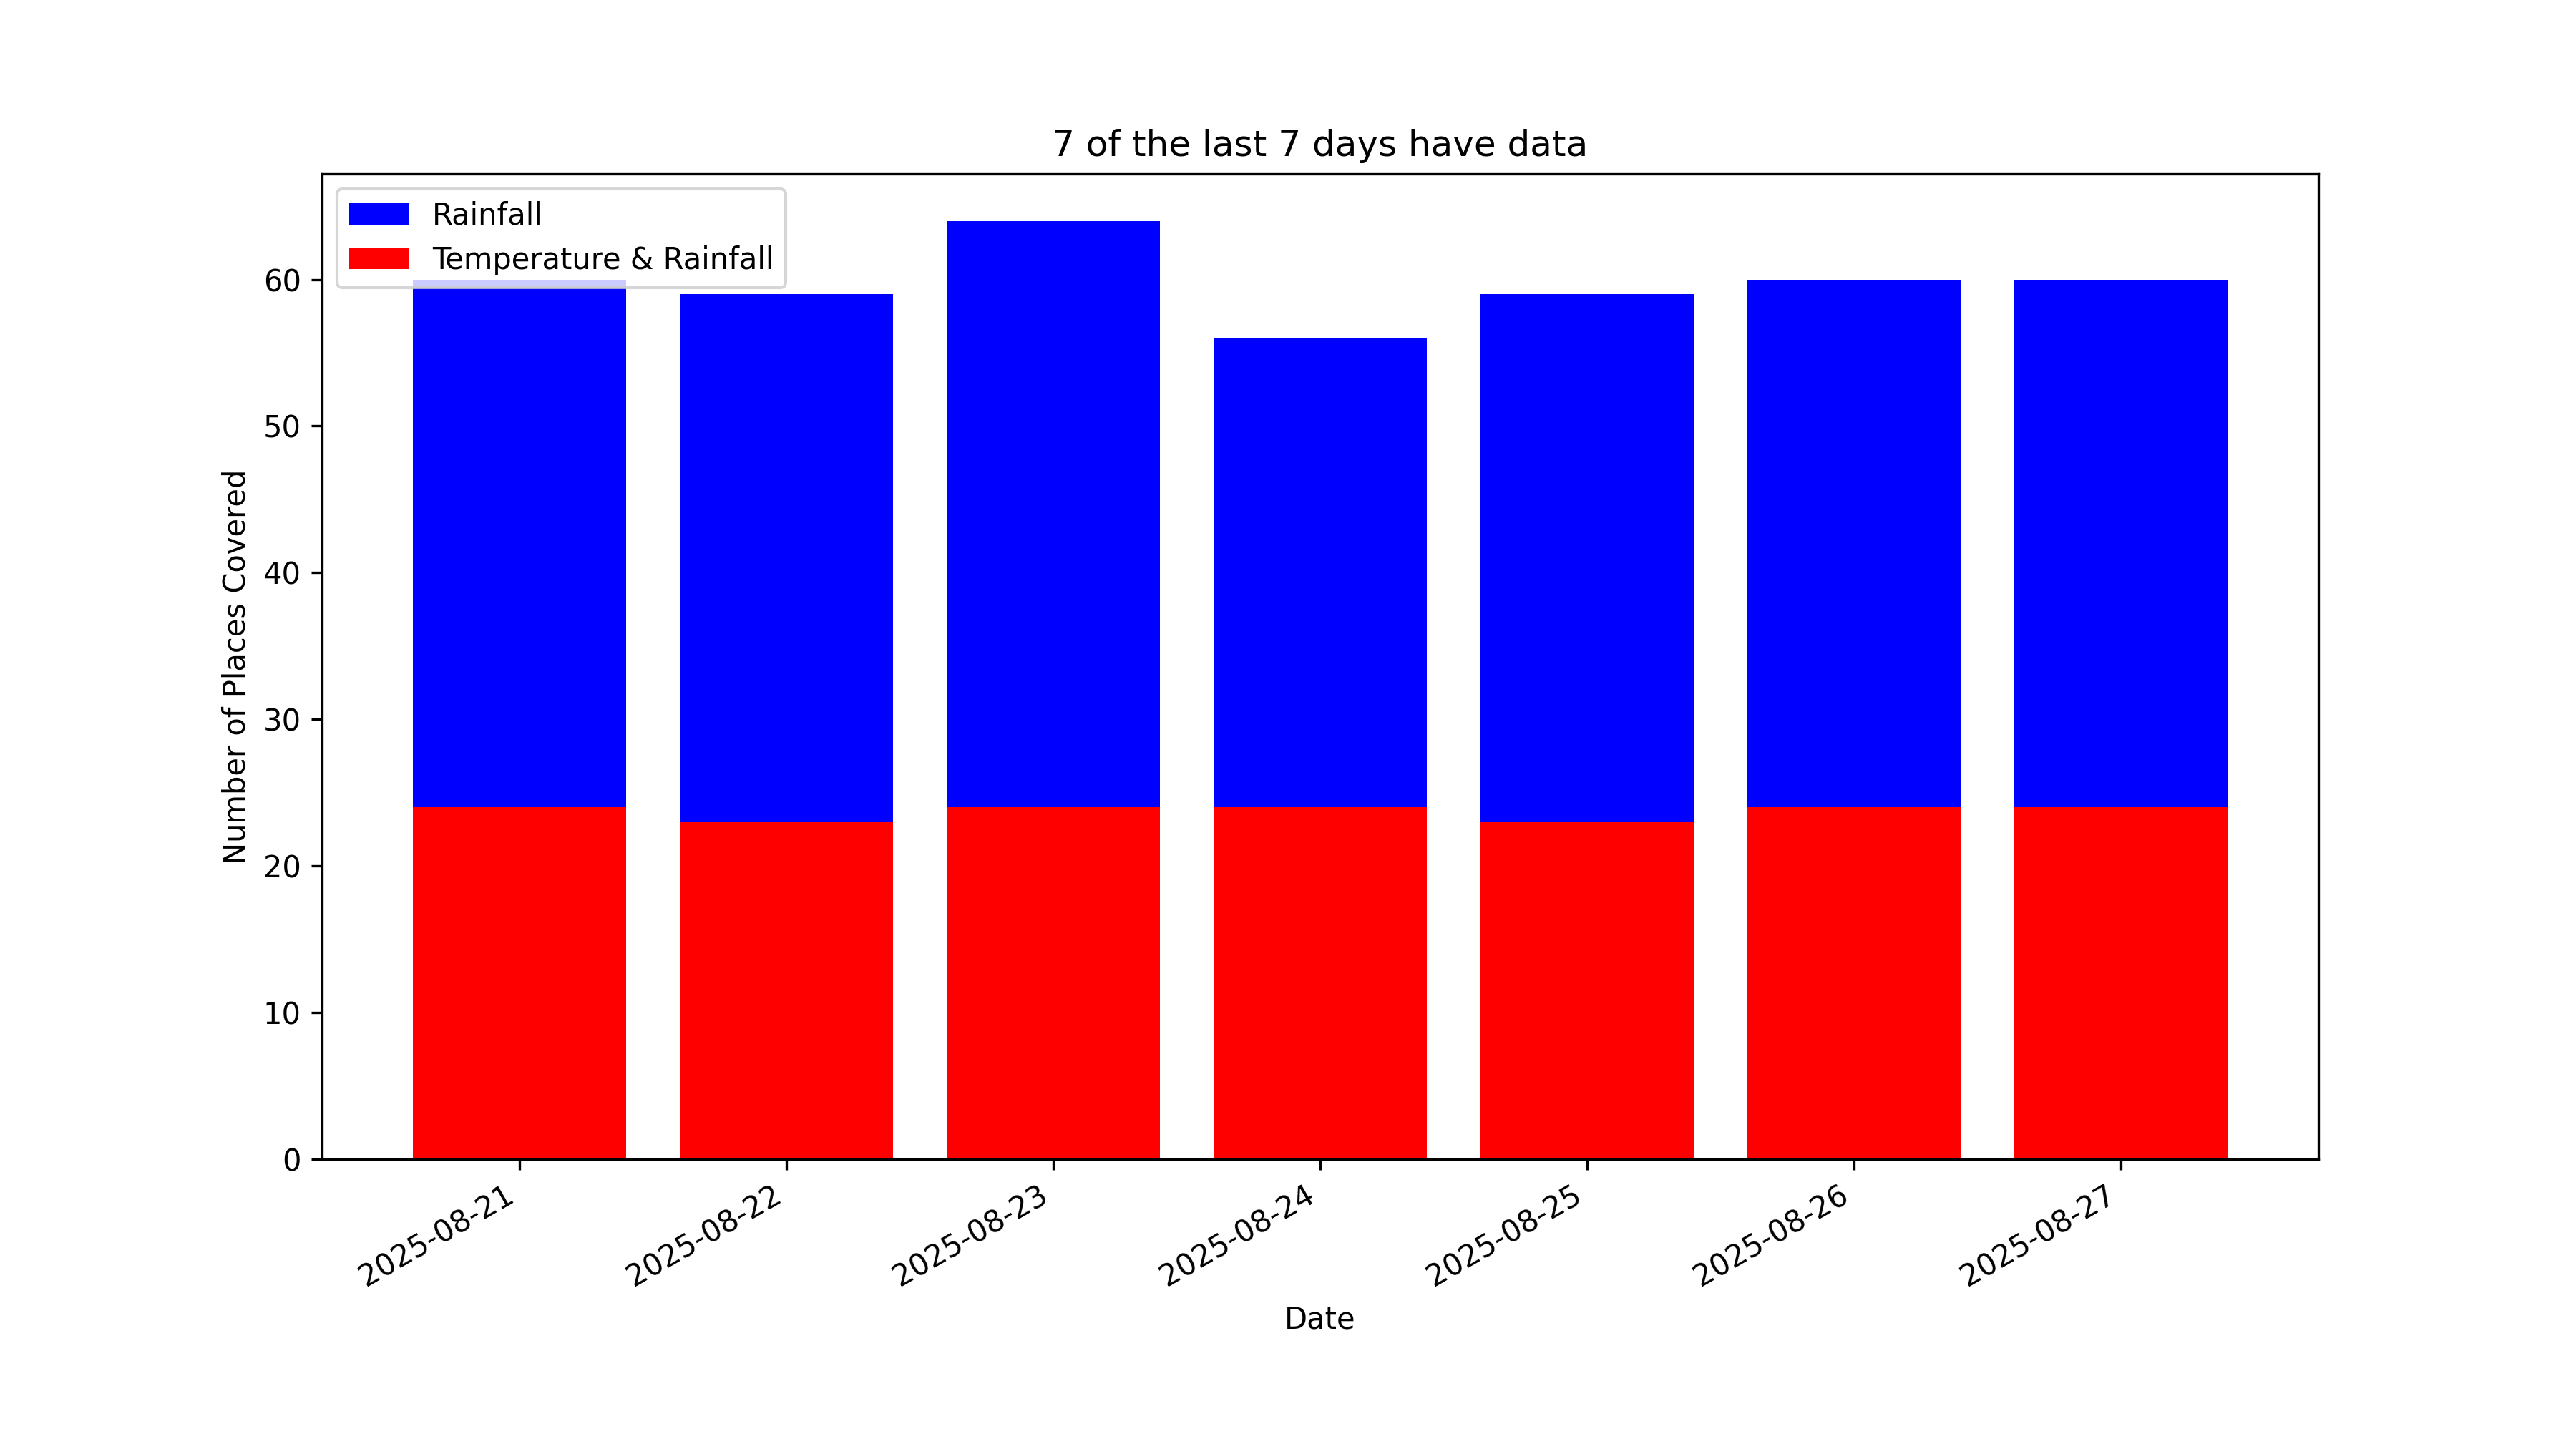 7 of the last 7 days have data
Rainfall
Temperature & Rainfall
Number of Places Covered
60
50
40
30
20
10
0
2025-08-21
2025-08-22
2025-08-23
2025-08-24
2025-08-25
2025-08-26
2025-08-27
Date